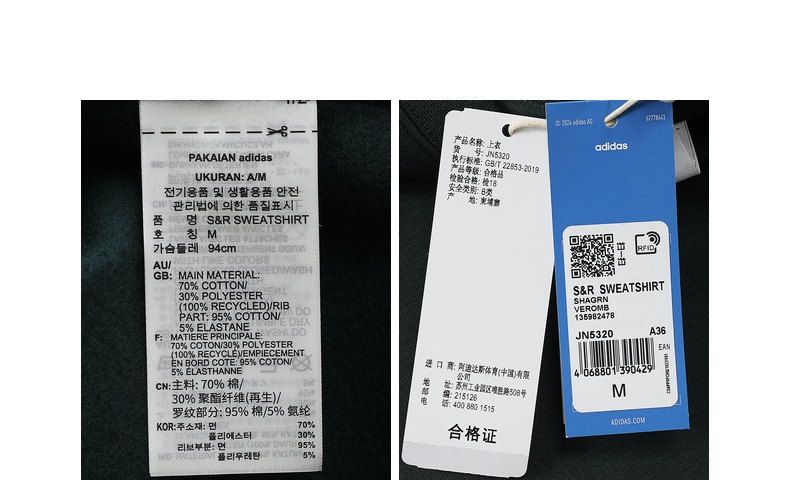 PAKAIAN adidas
UKURAN: A/M
전기용품 및 생활용품 안전
관리법에 의한 품질표시
품 명 S&R SWEATSHIRT
호 칭 M
가슴둘레 94cm
AU/
GB: MAIN MATERIAL:
70% COTTON/
30% POLYESTER
(100% RECYCLED)/RIB
PART: 95% COTTON/
5% ELASTANE
F: MATIERE PRINCIPALE:
70% COTON/30% POLYESTER
(100% RECYCLÉ)/EMPIECEMENT
EN BORD COTE: 95% COTON/
5% ÉLASTHANNE
CN: 主料: 70% 棉/
30% 聚酯纤维(再生)/
罗纹部分: 95% 棉/5% 氨纶
KOR: 주소재: 면 70%
폴리에스터 30%
리브부분: 면 95%
폴리우레탄 5%
产品名称: 上衣
货 号: JN5320
执行标准: GB/T 22853-2019
产品等级: 合格品
检验合格: 检18
安全类别: B类
产 地: 柬埔寨
进 口 商: 阿迪达斯体育(中国)有限
公司
地 址: 苏州工业园区唯胜路508号
邮 编: 215126
电 话: 400 880 1515
合格证
© 2024 adidas AG
62778643
adidas
RFID
S&R SWEATSHIRT
SHAGRN
VEROMB
135982478
JN5320 A36
EAN
4 068801 390429
M
ADIDAS.COM